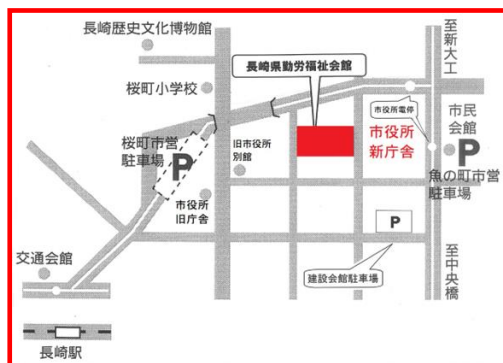 長崎歴史文化博物館
桜町小学校
長崎県勤労福祉会館
至新大工
市役所電停
市民
会館
市役所
新庁舎
桜町市営
駐車場
P
旧市役所
別館
P
魚の町市営
駐車場
市役所
旧庁舎
P
建設会館駐車場
至中央橋
交通会館
長崎駅